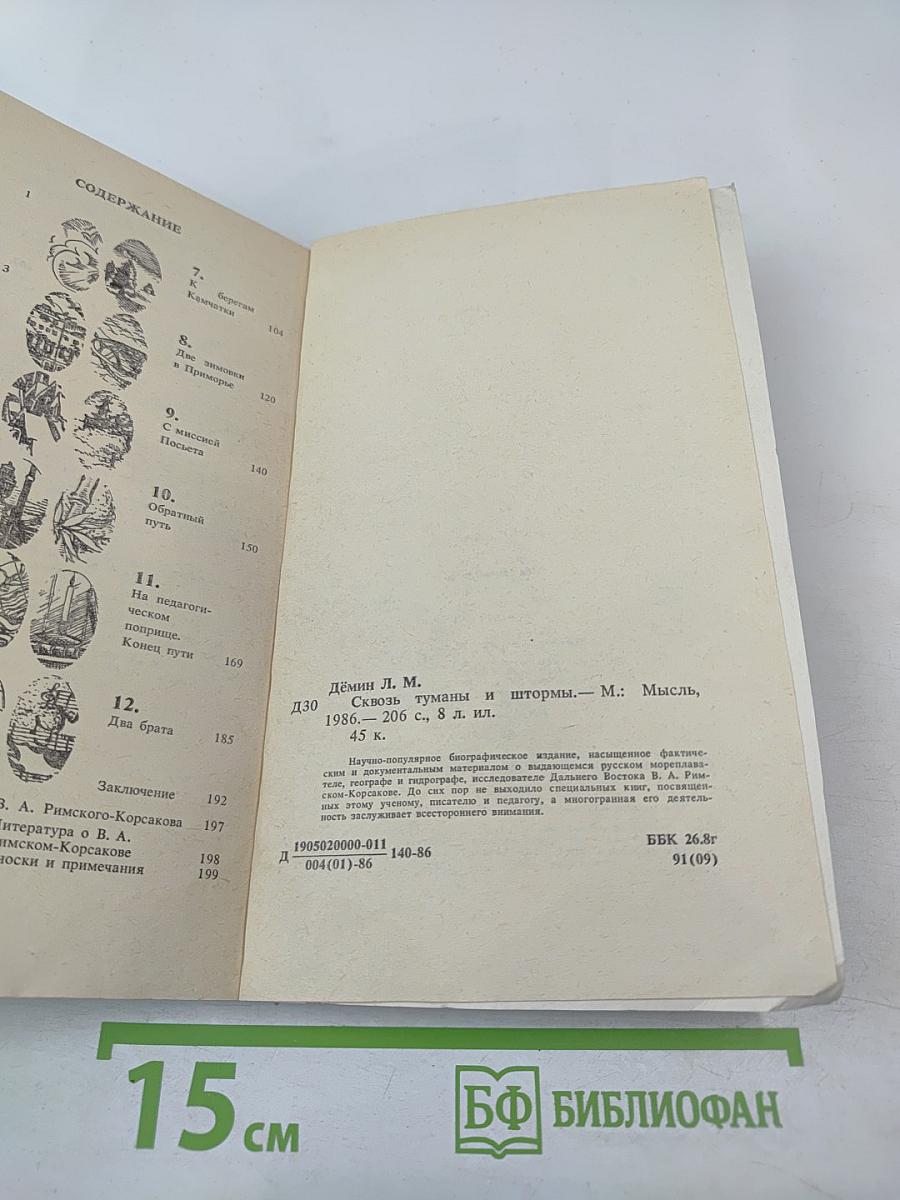 СОДЕРЖАНИЕ
1
3
7.
К берегам
Камчатки
104
8.
Две зимовки
в Приморье
120
9.
С миссией
Посьета
140
10.
Обратный
путь
150
11.
На педагоги-
ческом
поприще.
Конец пути 169
12.
Два брата 185
Заключение 192
В. А. Римского-Корсакова 197
Литература о В. А.
Римском-Корсакове 198
носки и примечания 199
Дёмин Л. М.
Д30 Сквозь туманы и штормы.— М.: Мысль,
1986.— 206 с., 8 л. ил.
45 к.
Научно-популярное биографическое издание, насыщенное фактиче-
ским и документальным материалом о выдающемся русском мореплава-
теле, географе и гидрографе, исследователе Дальнего Востока В. А. Рим-
ском-Корсакове. До сих пор не выходило специальных книг, посвящен-
ных этому ученому, писателю и педагогу, а многогранная его деятель-
ность заслуживает всестороннего внимания.
Д 1905020000-011 140-86
004(01)-86
ББК 26.8г
91(09)
15 см
БФ БИБЛИОФАН